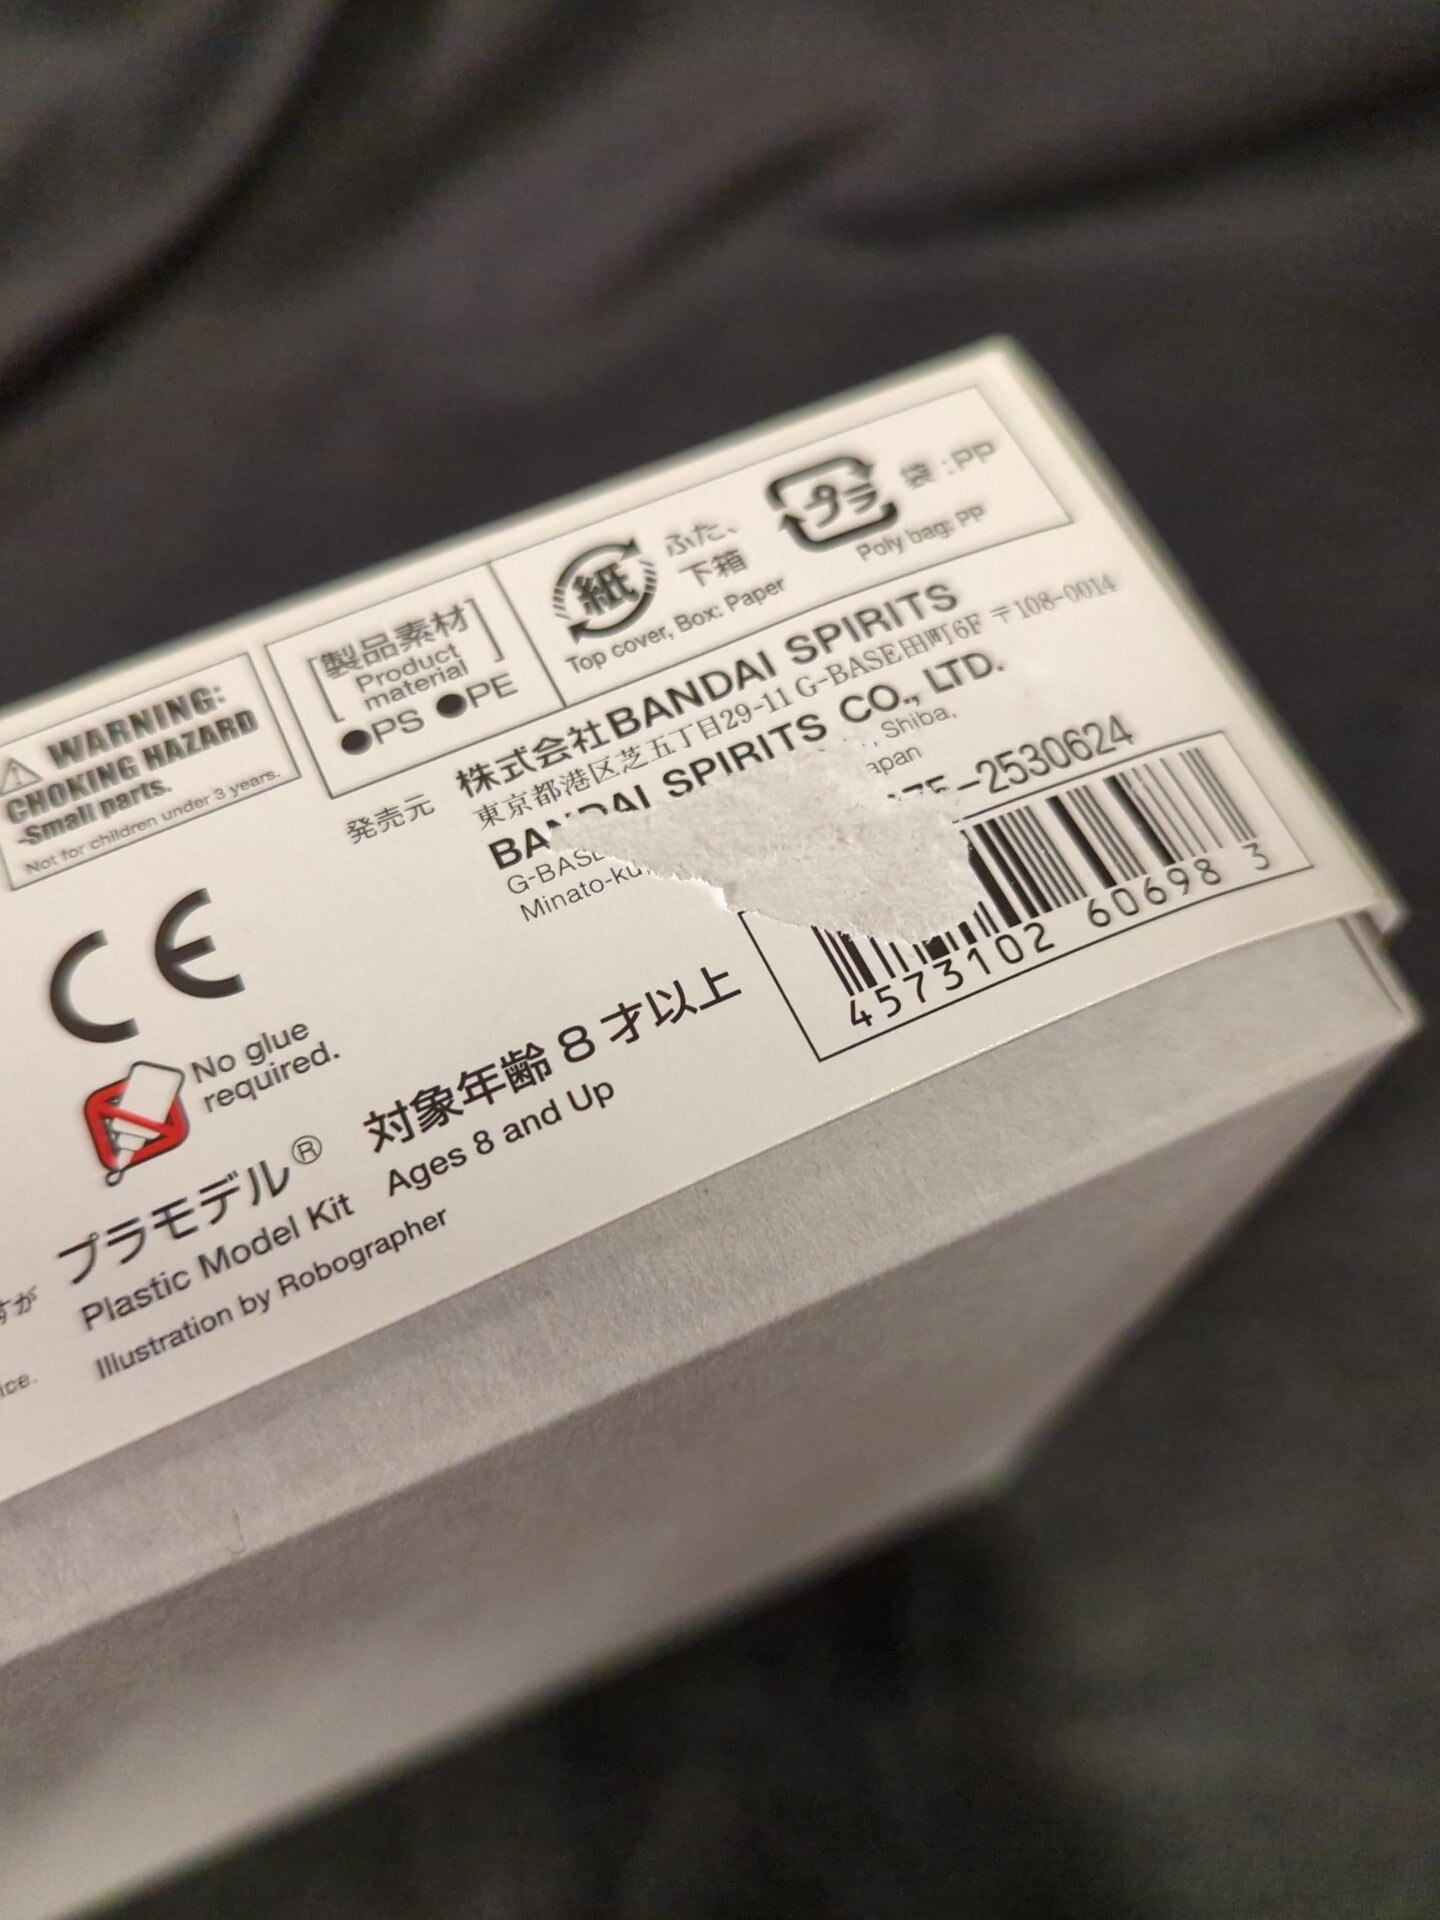 WARNING:
CHOKING HAZARD
-Small parts.
Not for children under 3 years.
[製品素材]
Product
material
●PS ●PE
紙
ふた、
下箱
Top cover, Box: Paper
プラ
袋:PP
Poly bag: PP
発売元
株式会社BANDAI SPIRITS
東京都港区芝五丁目29-11 G-BASE田町6F 〒108-0014
BANDAI SPIRITS CO., LTD.
G-BASE Shiba,
Minato-ku
-2530624
4573102 60698 3
CE
No glue
required.
プラモデル®
Plastic Model Kit
対象年齢8才以上
Ages 8 and Up
Illustration by Robographer
すが